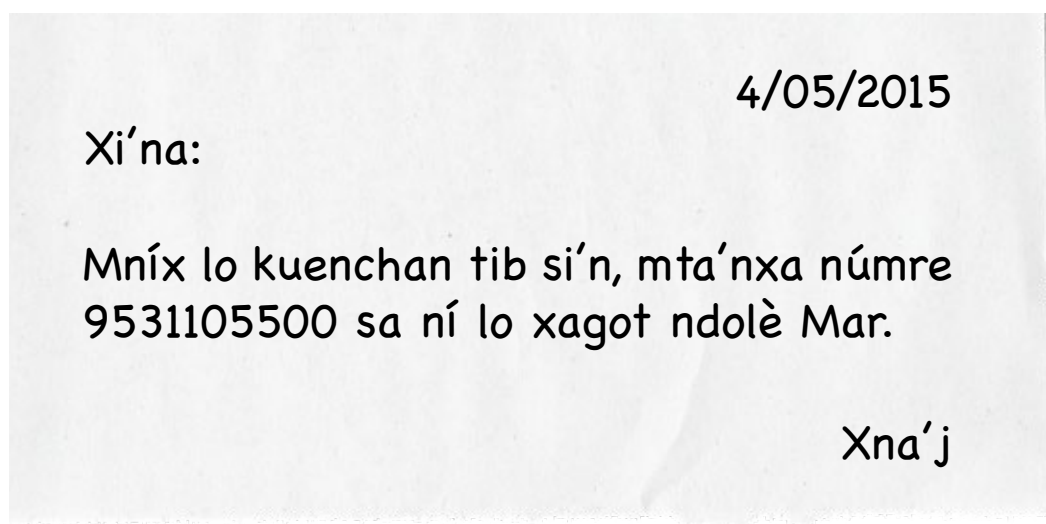 4/05/2015
Xi´na:
Mníx lo kuenchan tib si´n, mta´nxa númre
9531105500 sa ní lo xagot ndolè Mar.
Xna´j